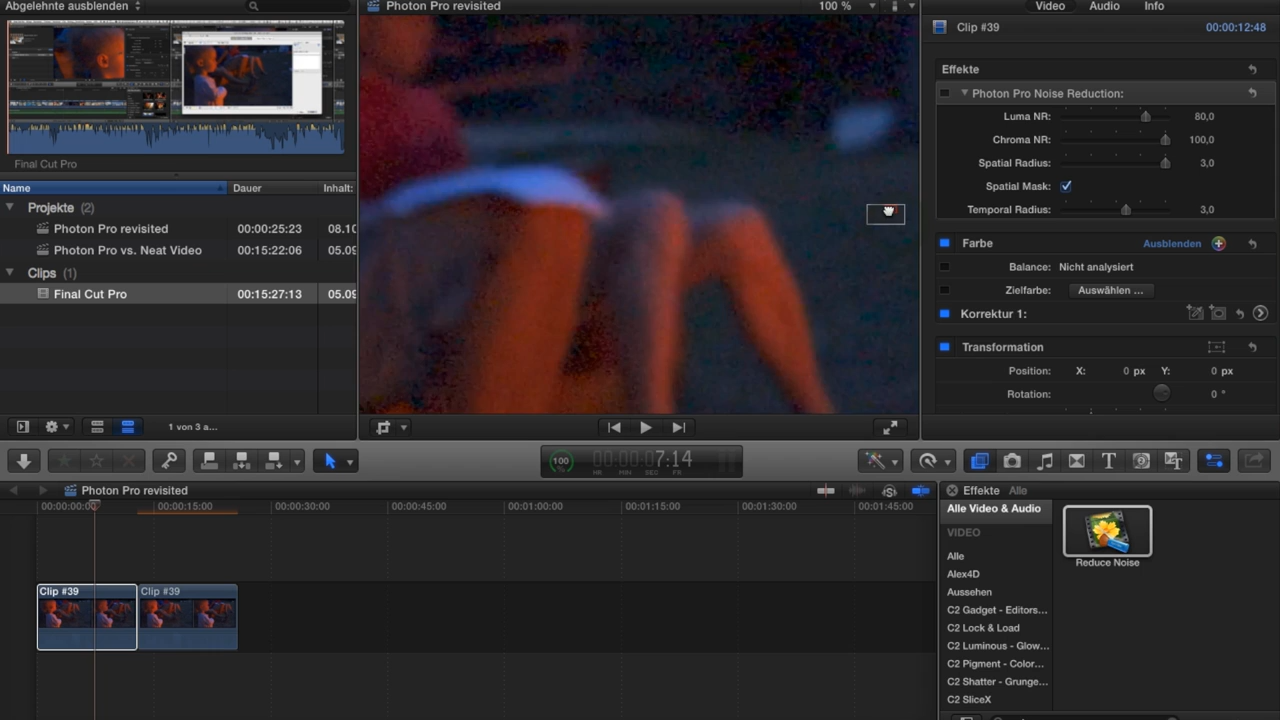 Abgelehnte ausblenden
Final Cut Pro
Name Dauer Inhalt:
Projekte (2)
Photon Pro revisited 00:00:25:23 08.10
Photon Pro vs. Neat Video 00:15:22:06 05.09
Clips (1)
Final Cut Pro 00:15:27:13 05.09
1 von 3 a...
Photon Pro revisited 100 %
Video Audio Info
Clip #39 00:00:12:48
Effekte
Photon Pro Noise Reduction:
Luma NR: 80,0
Chroma NR: 100,0
Spatial Radius: 3,0
Spatial Mask:
Temporal Radius: 3,0
Farbe Ausblenden
Balance: Nicht analysiert
Zielfarbe: Auswählen ...
Korrektur 1:
Transformation
Position: X: 0 px Y: 0 px
Rotation: 0 °
100 00:00:07:14
HR MIN SEC FR
Photon Pro revisited
00:00:00:00 00:00:15:00 00:00:30:00 00:00:45:00 00:01:00:00 00:01:15:00 00:01:30:00 00:01:45:00
Clip #39 Clip #39
Effekte Alle
Alle Video & Audio
VIDEO
Alle
Alex4D
Aussehen
C2 Gadget - Editors...
C2 Lock & Load
C2 Luminous - Glow...
C2 Pigment - Color...
C2 Shatter - Grunge...
C2 SliceX
Reduce Noise